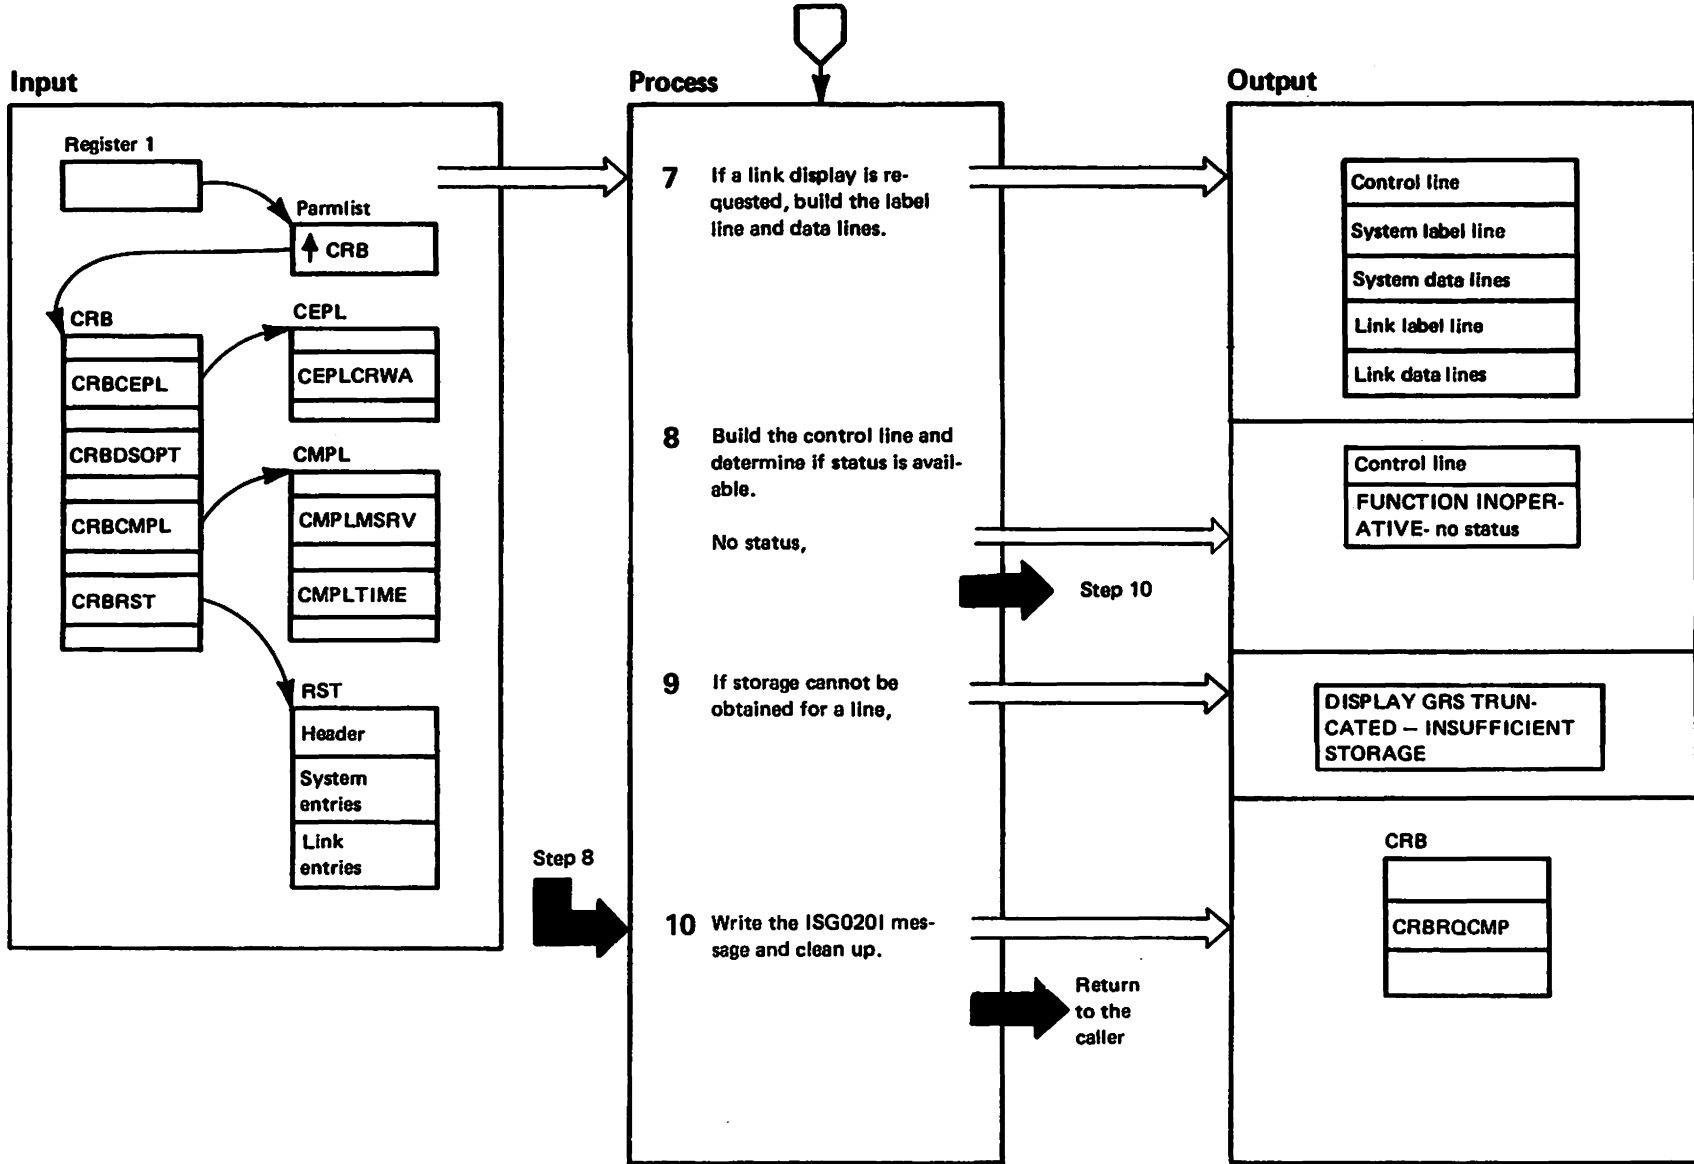 Input
Register 1
Parmlist
CRB
CRB
CRBCEPL
CRBDSOPT
CRBCMPL
CRBRST
CEPL
CEPLCRWA
CMPL
CMPLMSRV
CMPLTIME
RST
Header
System
entries
Link
entries
Process
7 If a link display is re-
quested, build the label
line and data lines.
8 Build the control line and
determine if status is avail-
able.
No status,
Step 10
9 If storage cannot be
obtained for a line,
Step 8
10 Write the ISG020I mes-
sage and clean up.
Return
to the
caller
Output
Control line
System label line
System data lines
Link label line
Link data lines
Control line
FUNCTION INOPER-
ATIVE- no status
DISPLAY GRS TRUN-
CATED – INSUFFICIENT
STORAGE
CRB
CRBRQCMP